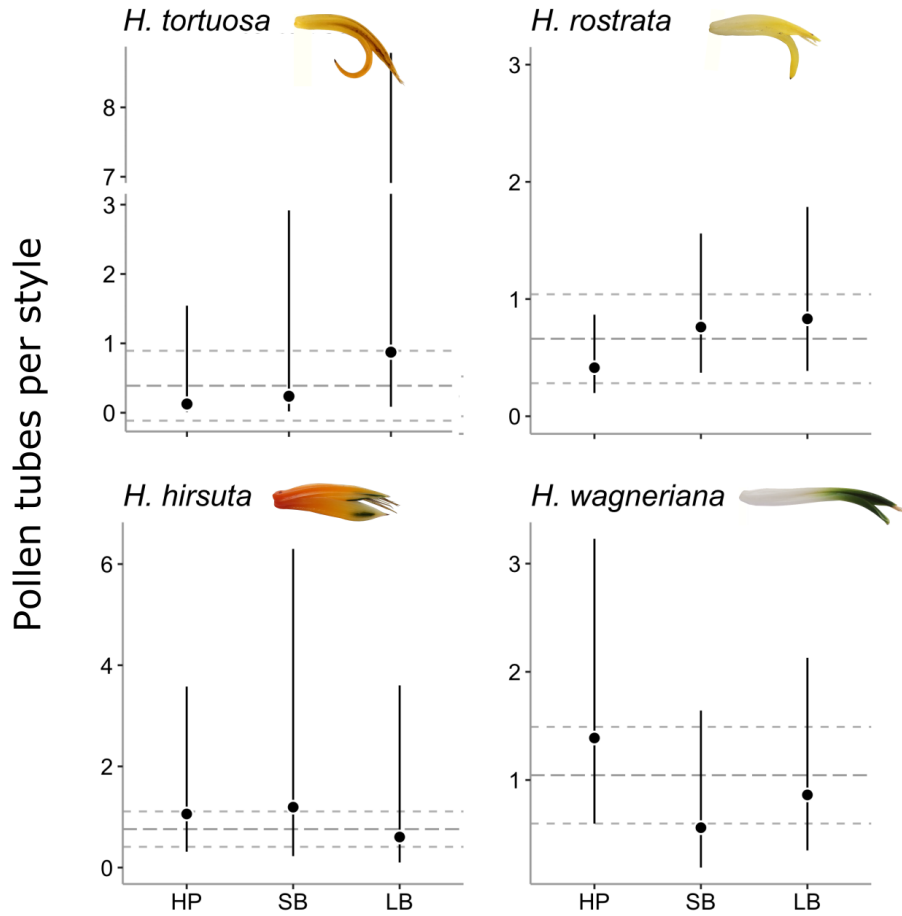 H. tortuosa
H. rostrata
8
7
3
2
1
0
3
2
1
0
Pollen tubes per style
H. hirsuta
H. wagneriana
6
4
2
0
3
2
1
HP SB LB
HP SB LB